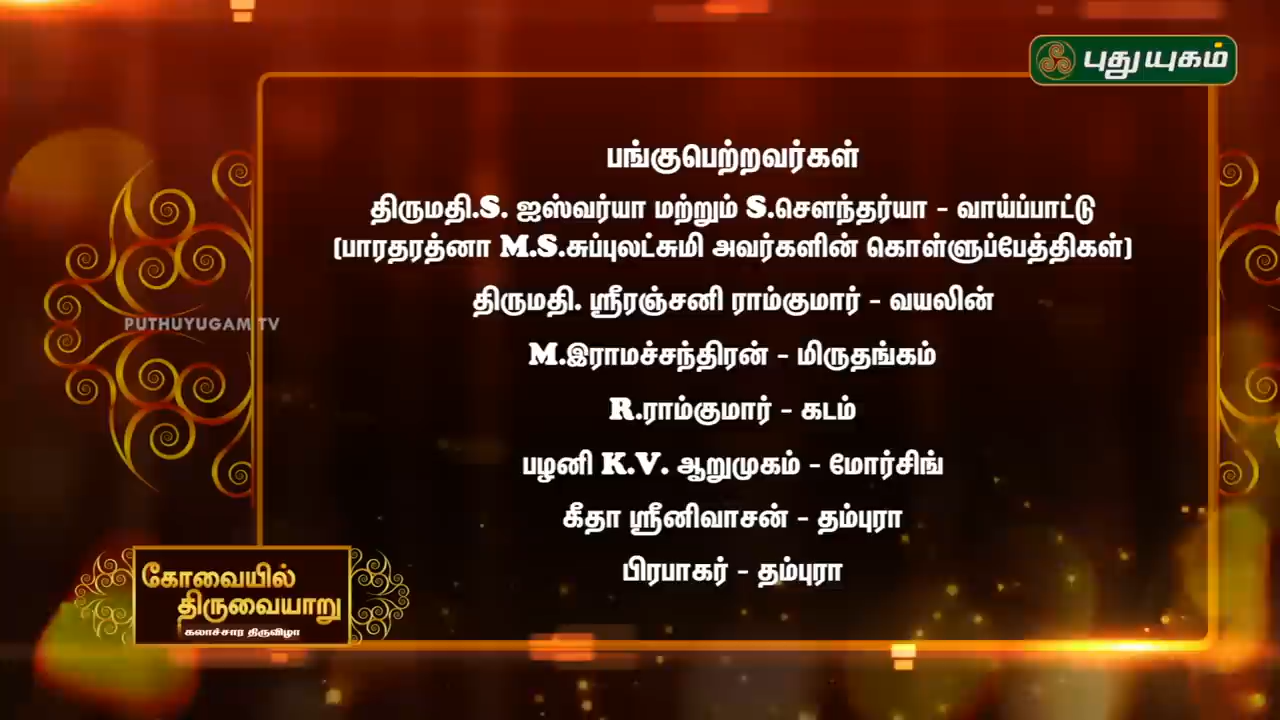 புதுயுகம்
பங்குபெற்றவர்கள்
திருமதி.S. ஐஸ்வர்யா மற்றும் S.சௌந்தர்யா - வாய்ப்பாட்டு
(பாரதரத்னா M.S.சுப்புலட்சுமி அவர்களின் கொள்ளுப்பேத்திகள்)
திருமதி. ஸ்ரீரஞ்சனி ராம்குமார் - வயலின்
PUTHUYUGAM TV
M.இராமச்சந்திரன் - மிருதங்கம்
R.ராம்குமார் - கடம்
பழனி K.V. ஆறுமுகம் - மோர்சிங்
கீதா ஸ்ரீனிவாசன் - தம்புரா
பிரபாகர் - தம்புரா
கோவையில்
திருவையாறு
கலாச்சார திருவிழா